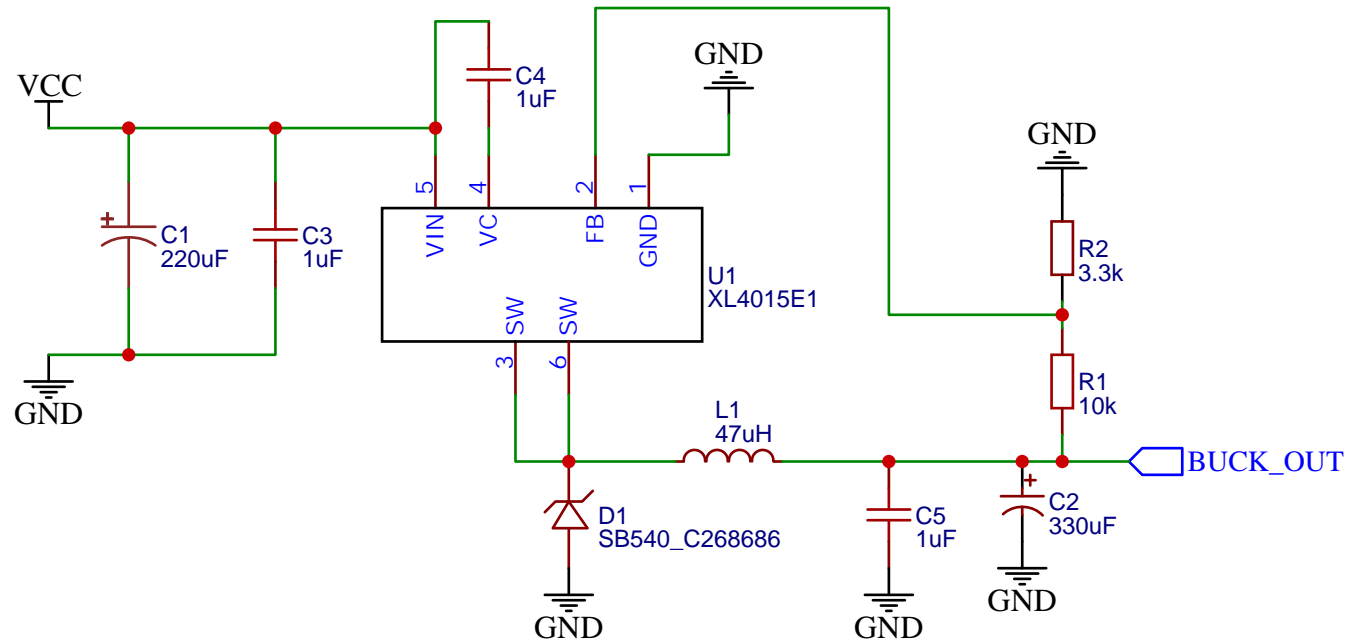 VCC
C4
1uF
GND
GND
5
4
2
1
VIN
VC
FB
GND
+
C1
220uF
C3
1uF
R2
3.3k
U1
XL4015E1
SW
SW
3
6
GND
R1
10k
L1
47uH
BUCK_OUT
+
D1
SB540_C268686
C5
1uF
C2
330uF
GND
GND
GND